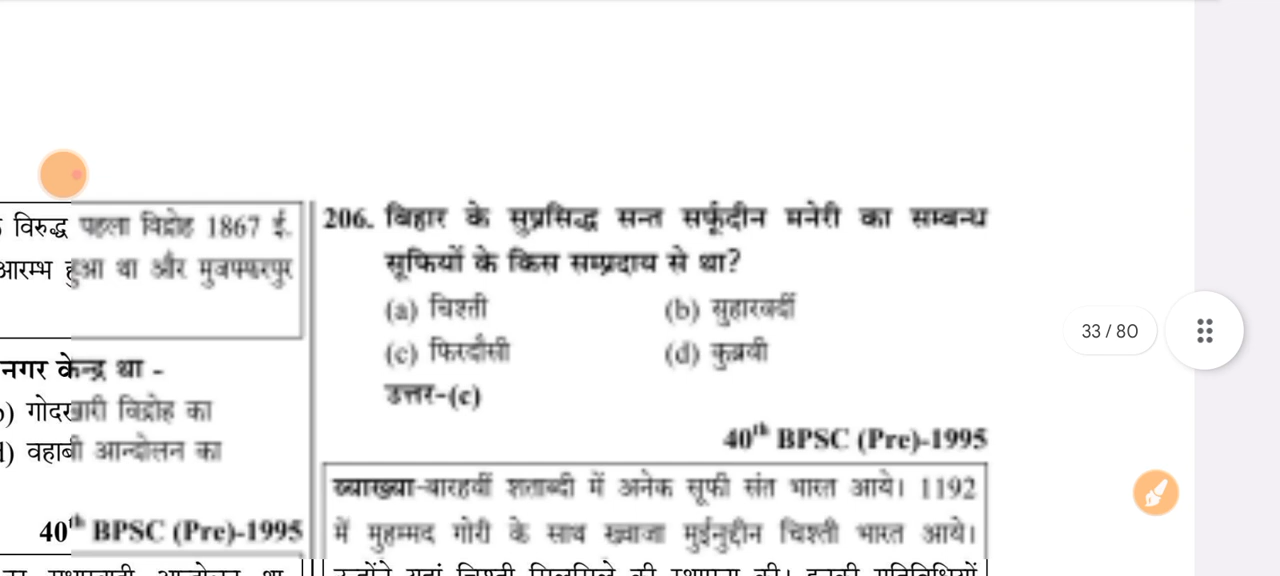 विरुद्ध पहला विद्रोह 1867 ई.
आरम्भ हुआ था और मुजफ्फरपुर
नगर केन्द्र था -
) गोदखारी विद्रोह का
) वहाबी आन्दोलन का
40th BPSC (Pre)-1995
206. बिहार के सुप्रसिद्ध सन्त सर्फूद्दीन मनेरी का सम्बन्ध
सूफियों के किस सम्प्रदाय से था?
(a) चिश्ती (b) सुहारवर्दी
(c) फिरदौसी (d) कुब्रवी
उत्तर-(c)
40th BPSC (Pre)-1995
व्याख्या-बारहवीं शताब्दी में अनेक सूफी संत भारत आये। 1192
में मुहम्मद गोरी के साथ ख्वाजा मुईनुद्दीन चिश्ती भारत आये।
33 / 80